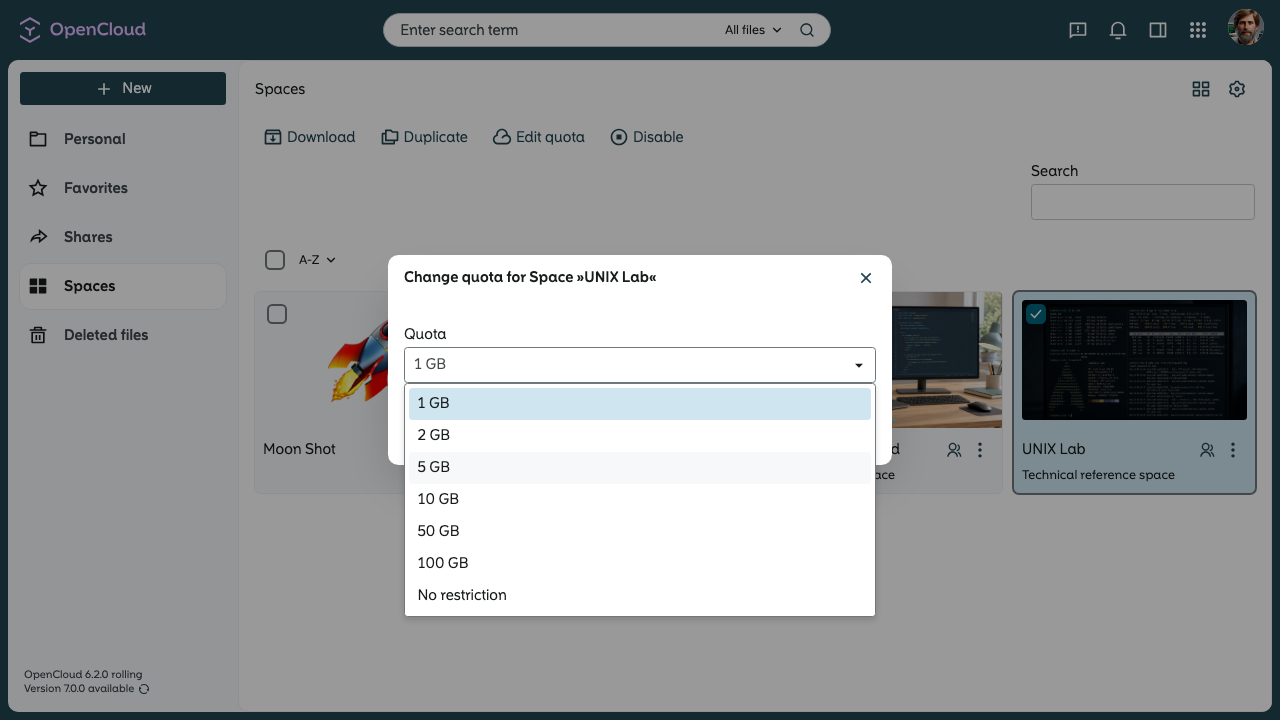 OpenCloud
Enter search term
All files
New
Personal
Favorites
Shares
Spaces
Deleted files
OpenCloud 6.2.0 rolling
Version 7.0.0 available
Spaces
Download
Duplicate
Edit quota
Disable
Search
A-Z
Change quota for Space »UNIX Lab«
Quota
1 GB
1 GB
2 GB
5 GB
10 GB
50 GB
100 GB
No restriction
Moon Shot
UNIX Lab
Technical reference space